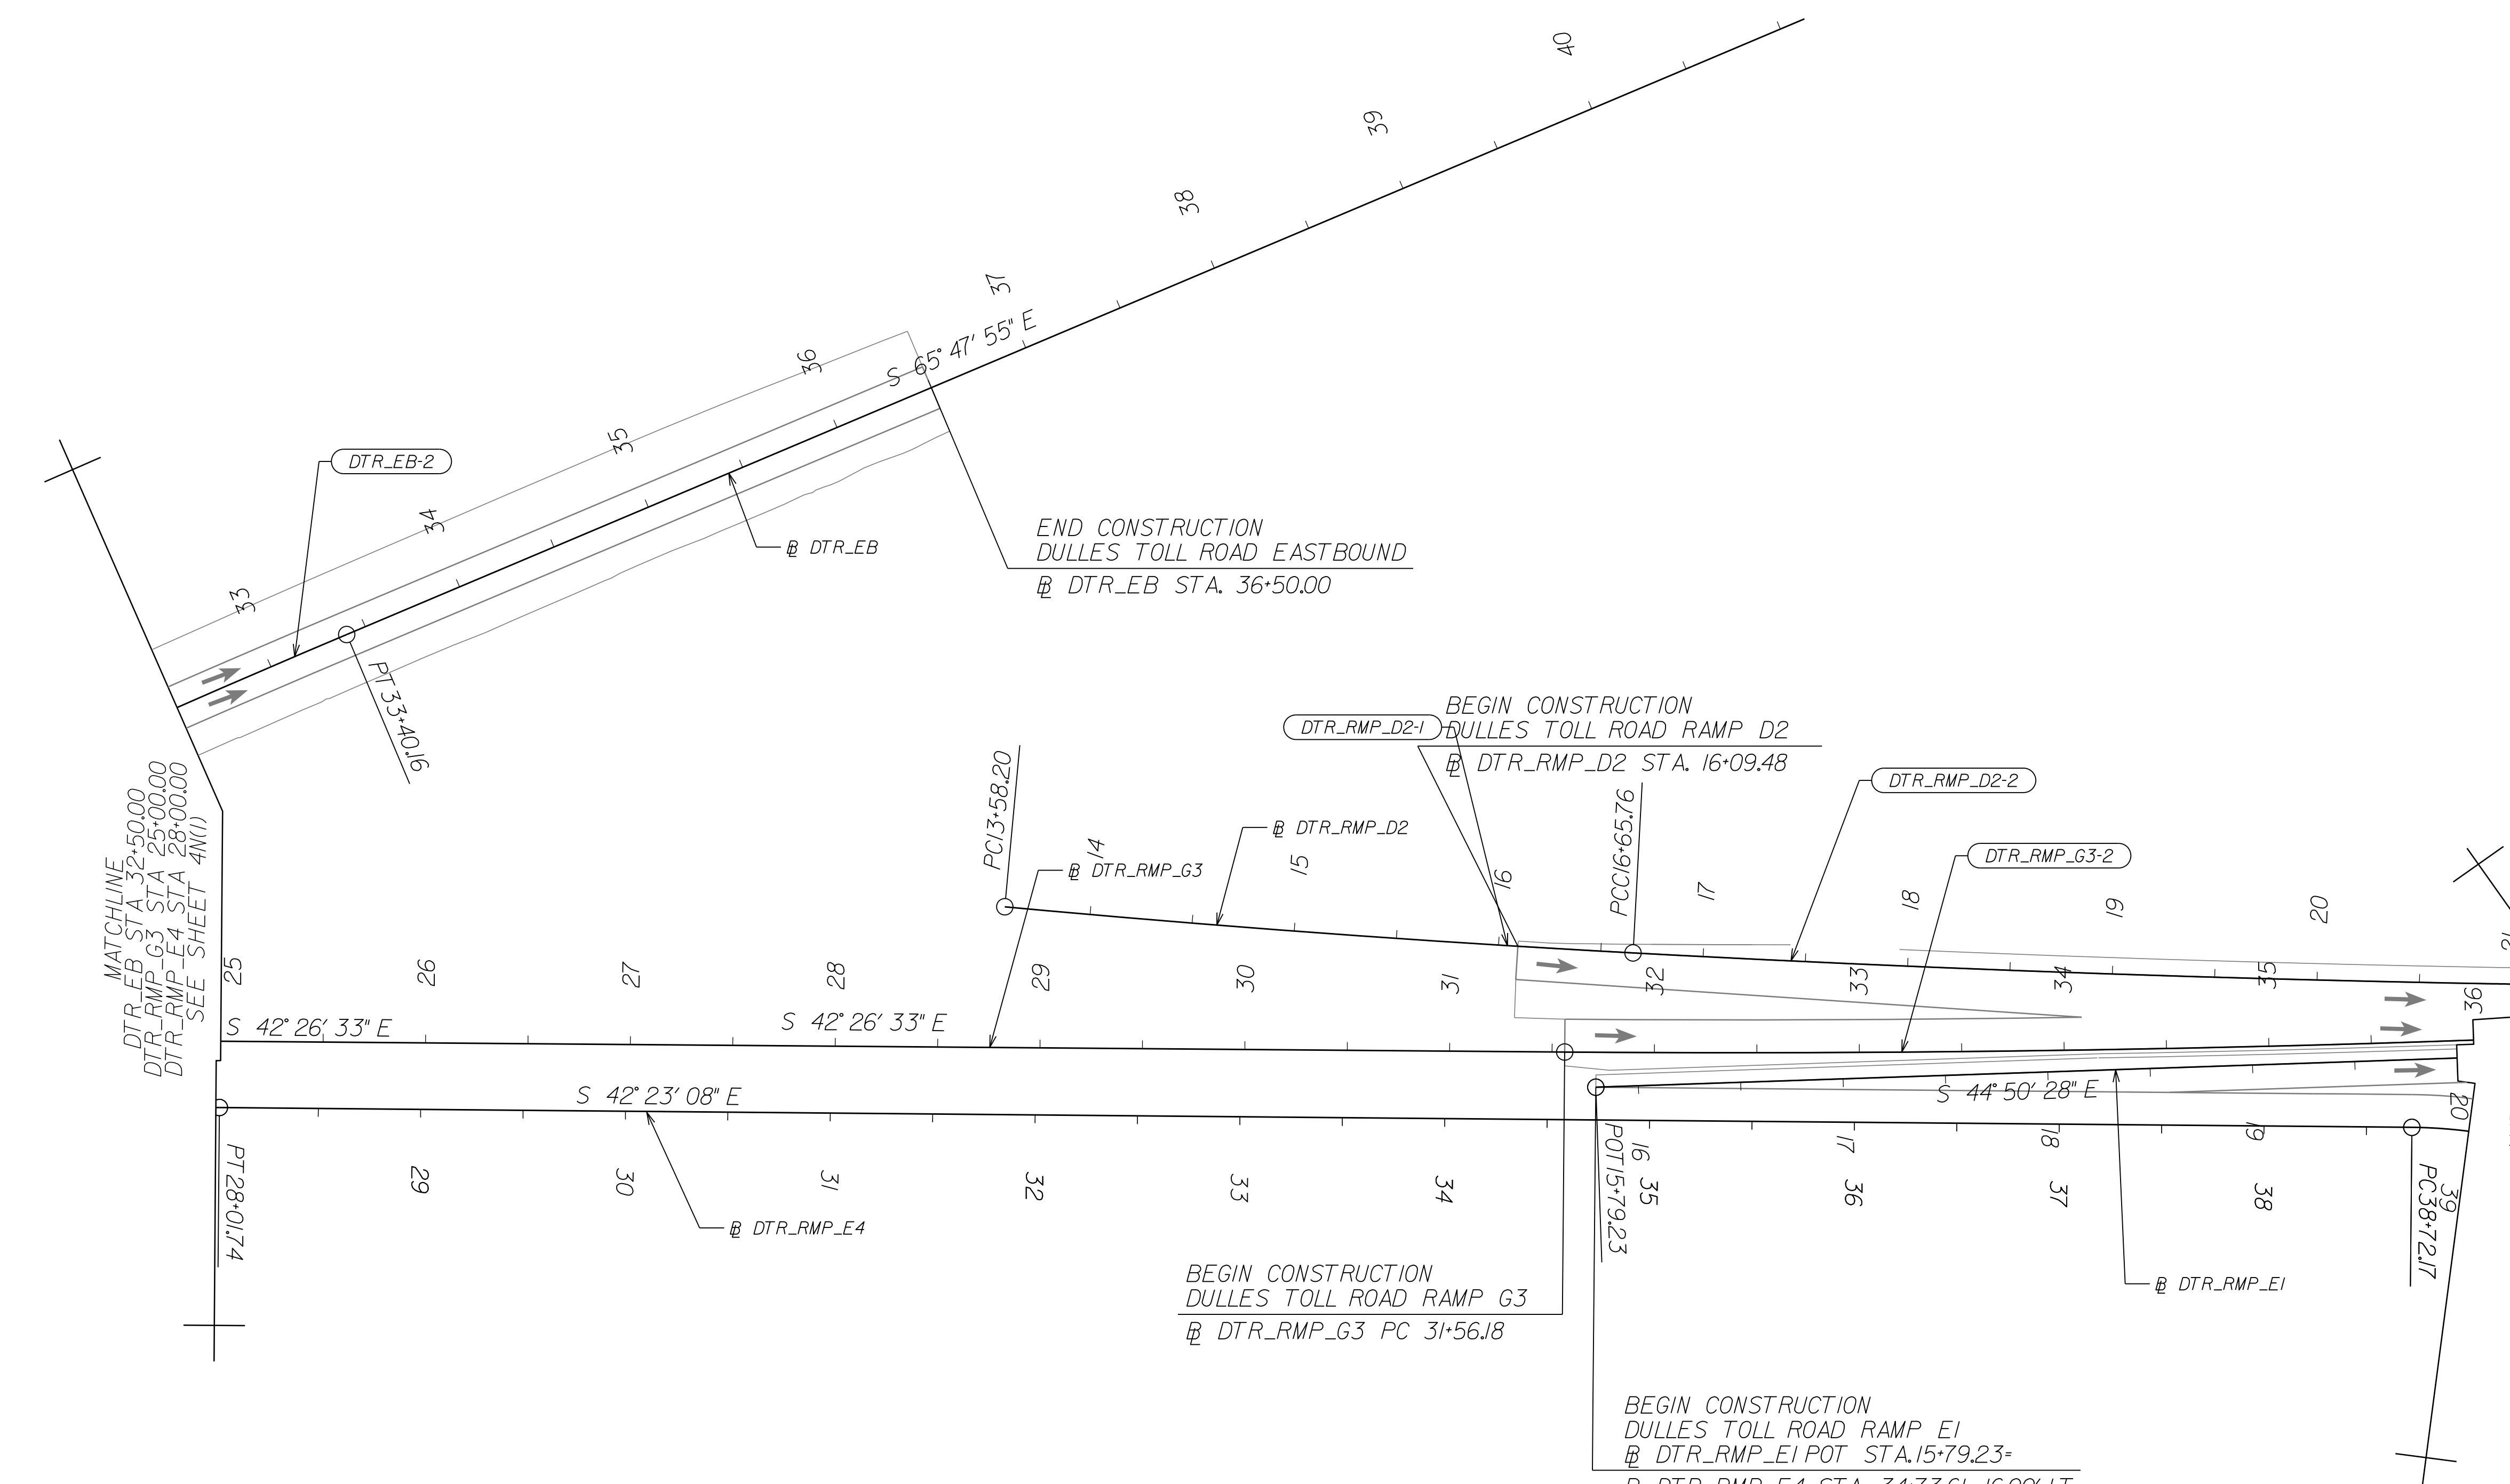 40
39
38
37
S 65° 47' 55" E
36
35
34
33
DTR_EB-2
℄ DTR_EB
END CONSTRUCTION
DULLES TOLL ROAD EASTBOUND
BL DTR_EB STA. 36+50.00
PT 33+40.16
MATCHLINE
DTR_EB STA 32+50.00
DTR_RMP_G3 STA 25+00.00
DTR_RMP_E4 STA 28+00.00
SEE SHEET 4N(1)
DTR_RMP_D2-1
BEGIN CONSTRUCTION
DULLES TOLL ROAD RAMP D2
BL DTR_RMP_D2 STA. 16+09.48
DTR_RMP_D2-2
DTR_RMP_G3-2
PC13+58.20
BL DTR_RMP_D2
BL DTR_RMP_G3
PCC16+65.76
14
15
16
17
18
19
20
25
26
27
28
29
30
31
32
33
34
35
36
S 42° 26' 33" E
S 42° 26' 33" E
S 42° 23' 08" E
S 44° 50' 28" E
16
17
18
19
20
29
30
31
32
33
34
35
36
37
38
39
PT28+01.74
BL DTR_RMP_E4
POT15+79.23
PC38+72.17
BL DTR_RMP_E1
BEGIN CONSTRUCTION
DULLES TOLL ROAD RAMP G3
BL DTR_RMP_G3 PC 31+56.18
BEGIN CONSTRUCTION
DULLES TOLL ROAD RAMP E1
BL DTR_RMP_E1 POT STA.15+79.23=